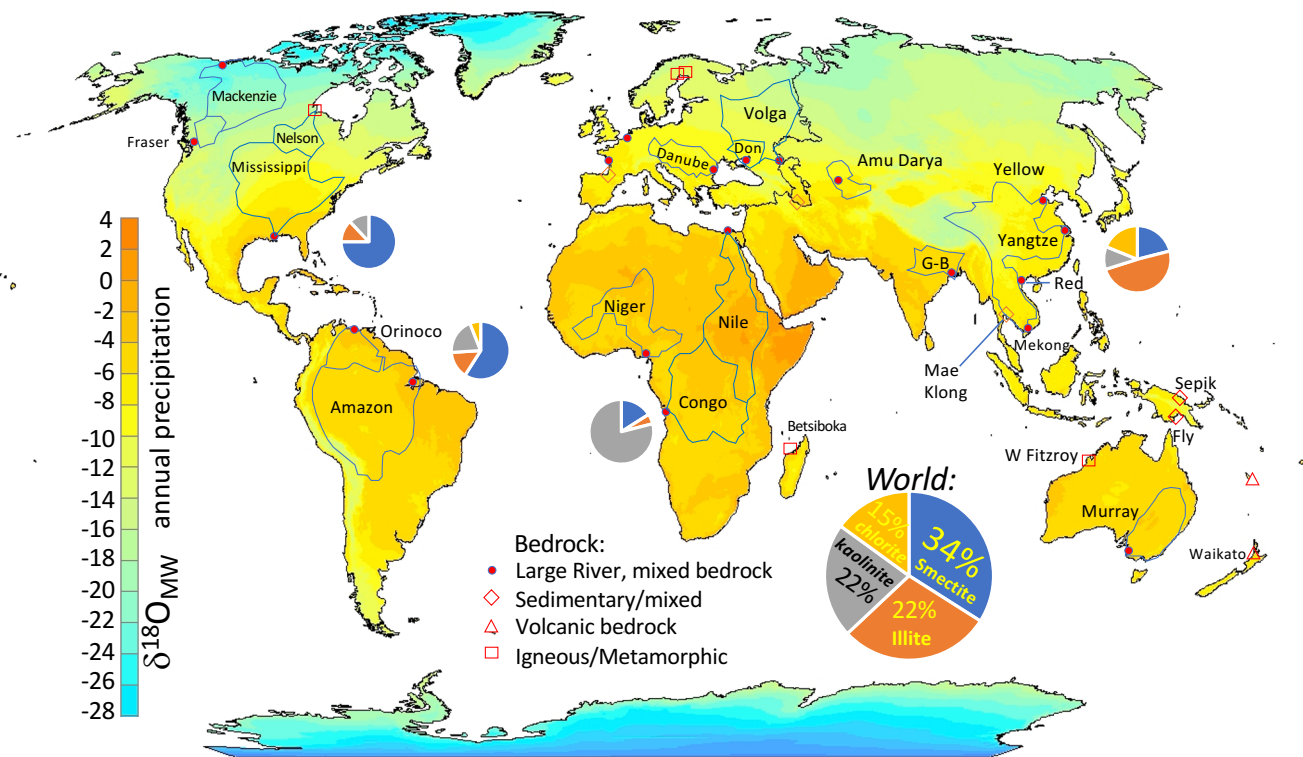 Mackenzie
Fraser
Nelson
Mississippi
Volga
Don
Danube
Amu Darya
Yellow
Yangtze
G-B
Red
Mekong
Mae
Klong
Niger
Nile
Congo
Orinoco
Amazon
Betsiboka
Sepik
Fly
W Fitzroy
Murray
Waikato
4
2
0
-2
-4
-6
-8
-10
-12
-14
-16
-18
-20
-22
-24
-26
-28
δ18OMW annual precipitation
Bedrock:
Large River, mixed bedrock
Sedimentary/mixed
Volcanic bedrock
Igneous/Metamorphic
World:
15%
chlorite
34%
Smectite
kaolinite
22%
22%
Illite